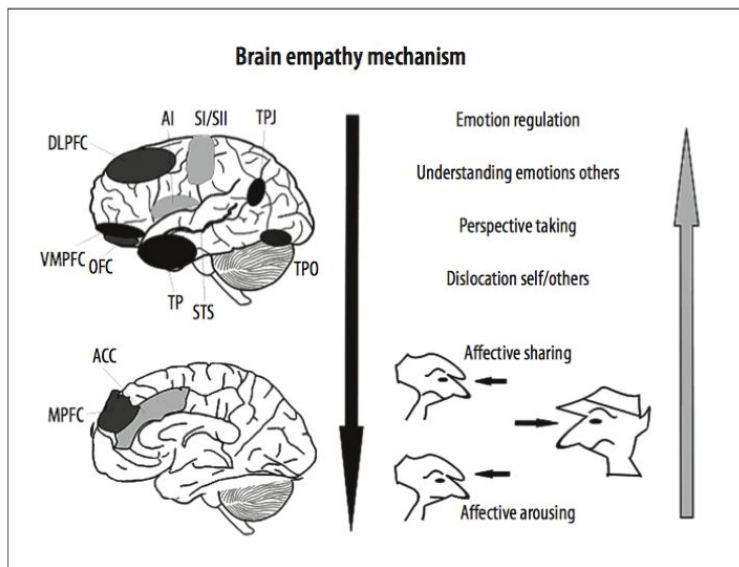 Brain empathy mechanism
AI SI/SII TPJ
DLPFC
VMPFC
OFC
TP
STS
TPO
ACC
MPFC
Emotion regulation
Understanding emotions others
Perspective taking
Dislocation self/others
Affective sharing
Affective arousing